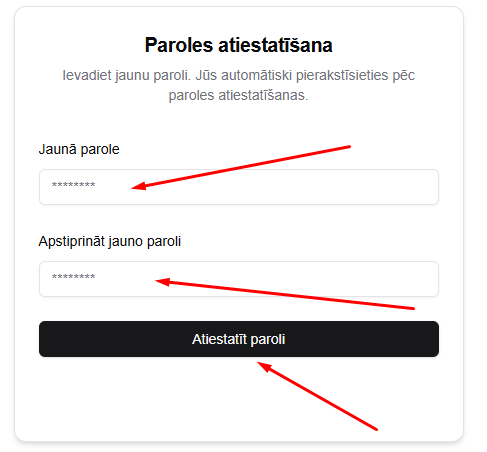 Paroles atiestatīšana
Ievadiet jaunu paroli. Jūs automātiski pierakstīsieties pēc
paroles atiestatīšanas.
Jaunā parole
********
Apstiprināt jauno paroli
********
Atiestatīt paroli